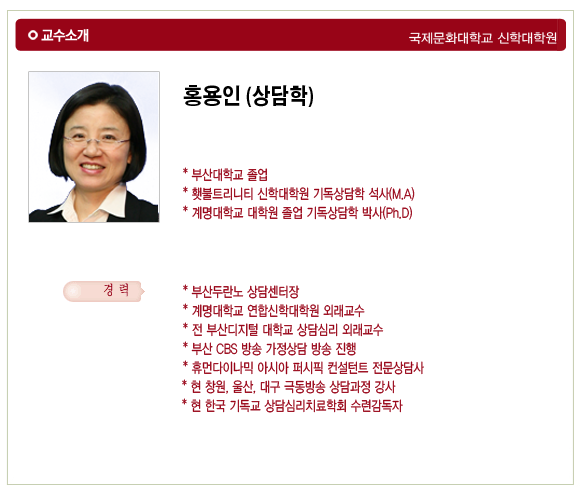 교수소개
국제문화대학교 신학대학원
홍용인 (상담학)
* 부산대학교 졸업
* 횃불트리니티 신학대학원 기독상담학 석사(M.A)
* 계명대학교 대학원 졸업 기독상담학 박사(Ph.D)
경 력
* 부산두란노 상담센터장
* 계명대학교 연합신학대학원 외래교수
* 전 부산디지털 대학교 상담심리 외래교수
* 부산 CBS 방송 가정상담 방송 진행
* 휴먼다이나믹 아시아 퍼시픽 컨설턴트 전문상담사
* 현 창원, 울산, 대구 극동방송 상담과정 강사
* 현 한국 기독교 상담심리치료학회 수련감독자